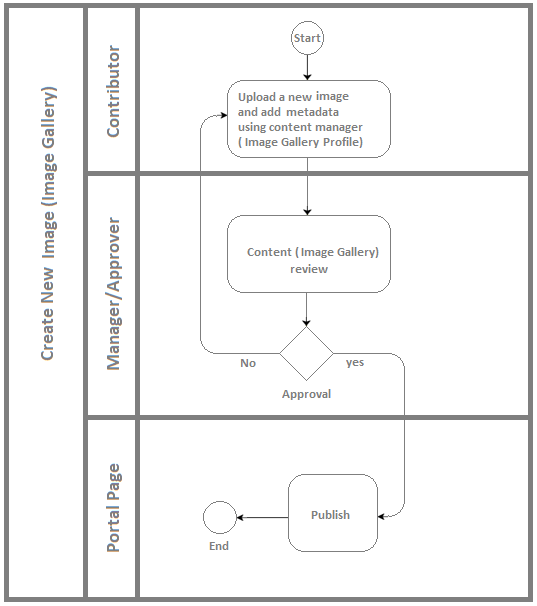 Create New Image (Image Gallery)
Contributor
Start
Upload a new image
and add metadata
using content manager
( Image Gallery Profile)
Manager/Approver
Content ( Image Gallery)
review
No
yes
Approval
Portal Page
Publish
End